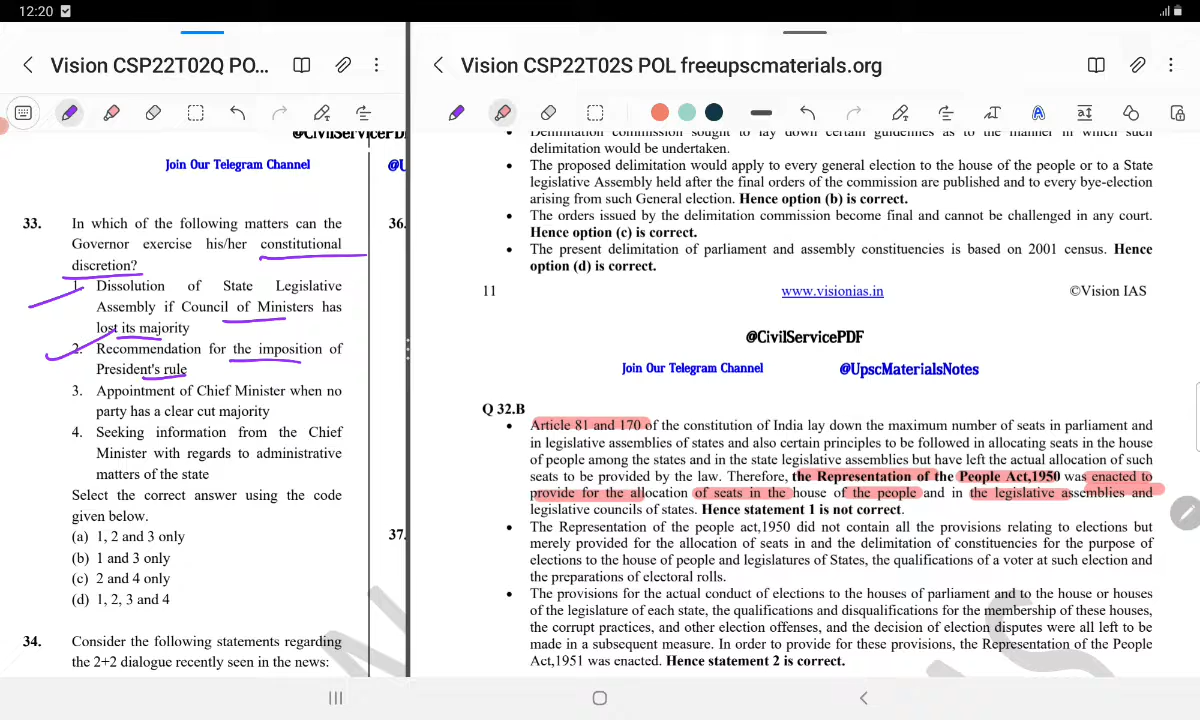 12:20
Vision CSP22T02Q PO...
Vision CSP22T02S POL freeupscmaterials.org
@CivilServicePD
Join Our Telegram Channel
@U
33. In which of the following matters can the
Governor exercise his/her constitutional
discretion?
1. Dissolution of State Legislative
Assembly if Council of Ministers has
lost its majority
2. Recommendation for the imposition of
President's rule
3. Appointment of Chief Minister when no
party has a clear cut majority
4. Seeking information from the Chief
Minister with regards to administrative
matters of the state
Select the correct answer using the code
given below.
(a) 1, 2 and 3 only
(b) 1 and 3 only
(c) 2 and 4 only
(d) 1, 2, 3 and 4
34. Consider the following statements regarding
the 2+2 dialogue recently seen in the news:
36.
37.
Delimitation commission sought to lay down certain guidelines as to the manner in which such
delimitation would be undertaken.
• The proposed delimitation would apply to every general election to the house of the people or to a State
legislative Assembly held after the final orders of the commission are published and to every bye-election
arising from such General election. Hence option (b) is correct.
• The orders issued by the delimitation commission become final and cannot be challenged in any court.
Hence option (c) is correct.
• The present delimitation of parliament and assembly constituencies is based on 2001 census. Hence
option (d) is correct.
11 www.visionias.in ©Vision IAS
@CivilServicePDF
Join Our Telegram Channel @UpscMaterialsNotes
Q 32.B
• Article 81 and 170 of the constitution of India lay down the maximum number of seats in parliament and
in legislative assemblies of states and also certain principles to be followed in allocating seats in the house
of people among the states and in the state legislative assemblies but have left the actual allocation of such
seats to be provided by the law. Therefore, the Representation of the People Act,1950 was enacted to
provide for the allocation of seats in the house of the people and in the legislative assemblies and
legislative councils of states. Hence statement 1 is not correct.
• The Representation of the people act,1950 did not contain all the provisions relating to elections but
merely provided for the allocation of seats in and the delimitation of constituencies for the purpose of
elections to the house of people and legislatures of States, the qualifications of a voter at such election and
the preparations of electoral rolls.
• The provisions for the actual conduct of elections to the houses of parliament and to the house or houses
of the legislature of each state, the qualifications and disqualifications for the membership of these houses,
the corrupt practices, and other election offenses, and the decision of election disputes were all left to be
made in a subsequent measure. In order to provide for these provisions, the Representation of the People
Act,1951 was enacted. Hence statement 2 is correct.